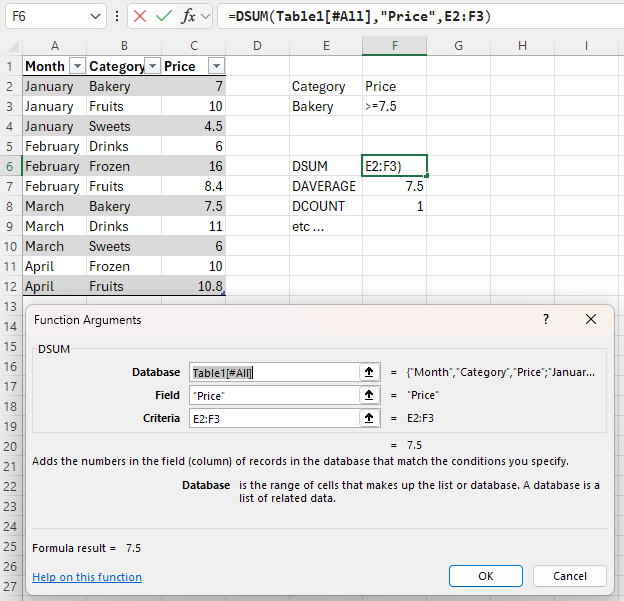 F6 =DSUM(Table1[#All],"Price",E2:F3)
A B C D E F G H I
1 Month Category Price
2 January Bakery 7 Category Price
3 January Fruits 10 Bakery >=7.5
4 January Sweets 4.5
5 February Drinks 6
6 February Frozen 16 DSUM E2:F3)
7 February Fruits 8.4 DAVERAGE 7.5
8 March Bakery 7.5 DCOUNT 1
9 March Drinks 11 etc ...
10 March Sweets 6
11 April Frozen 10
12 April Fruits 10.8
13
14 Function Arguments ?
15 DSUM
16 Database Table1[#All] = {"Month","Category","Price";"Januar...
17 Field "Price" = "Price"
18 Criteria E2:F3 = E2:F3
19
20 = 7.5
21 Adds the numbers in the field (column) of records in the database that match the conditions you specify.
22 Database is the range of cells that makes up the list or database. A database is a
23 list of related data.
24
25 Formula result = 7.5
26
27 Help on this function OK Cancel